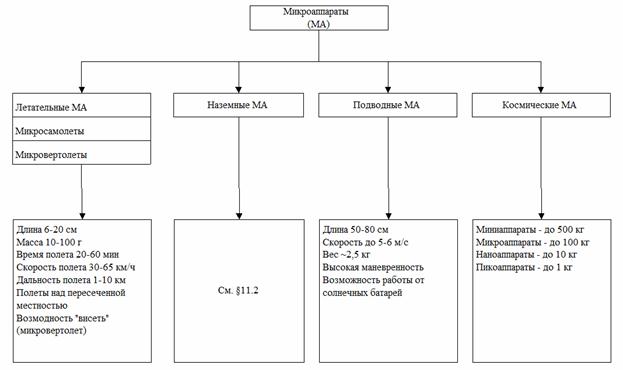 Микроаппараты
(МА)
Летательные МА
Микросамолеты
Микровертолеты
Наземные МА
Подводные МА
Космические МА
Длина 6-20 см
Масса 10-100 г
Время полета 20-60 мин
Скорость полета 30-65 км/ч
Дальность полета 1-10 км
Полеты над пересеченной
местностью
Возмодность "висеть"
(микровертолет)
См. §11.2
Длина 50-80 см
Скорость до 5-6 м/с
Вес ~2,5 кг
Высокая маневренность
Возможность работы от
солнечных батарей
Миниаппараты - до 500 кг
Микроаппараты - до 100 кг
Наноаппараты - до 10 кг
Пикоаппараты - до 1 кг